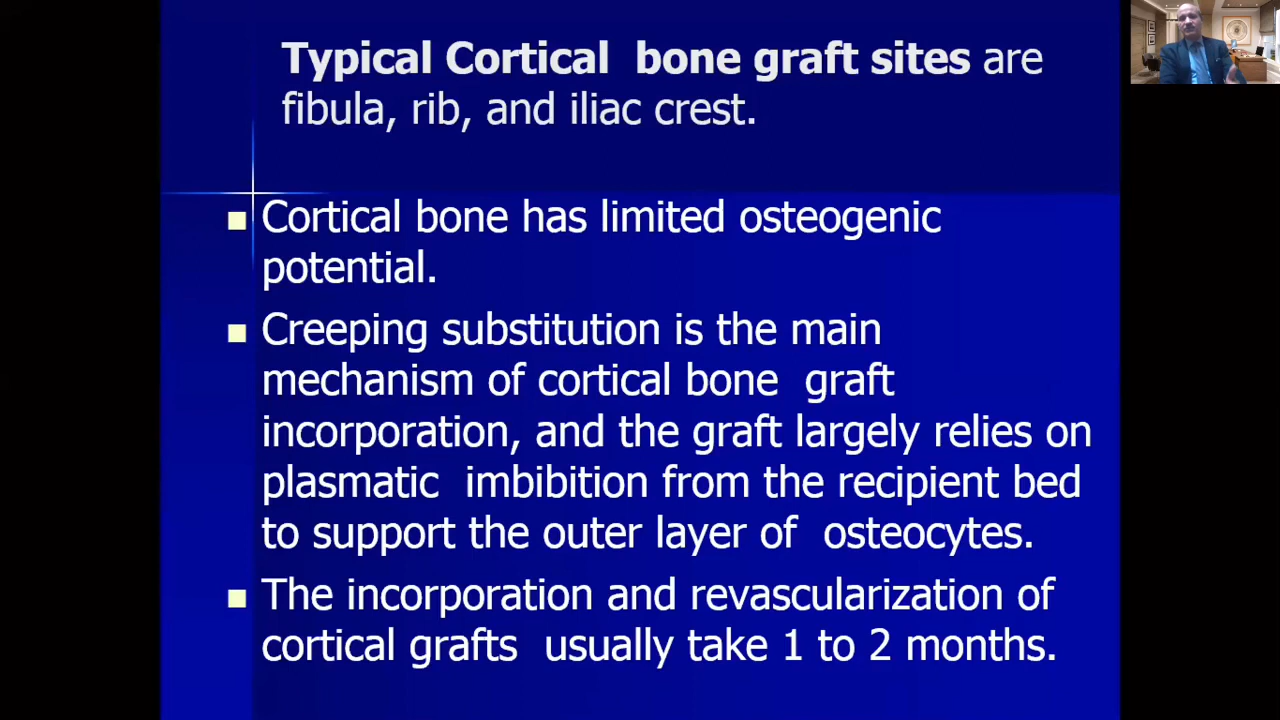 Typical Cortical bone graft sites are
fibula, rib, and iliac crest.
Cortical bone has limited osteogenic
potential.
Creeping substitution is the main
mechanism of cortical bone graft
incorporation, and the graft largely relies on
plasmatic imbibition from the recipient bed
to support the outer layer of osteocytes.
The incorporation and revascularization of
cortical grafts usually take 1 to 2 months.